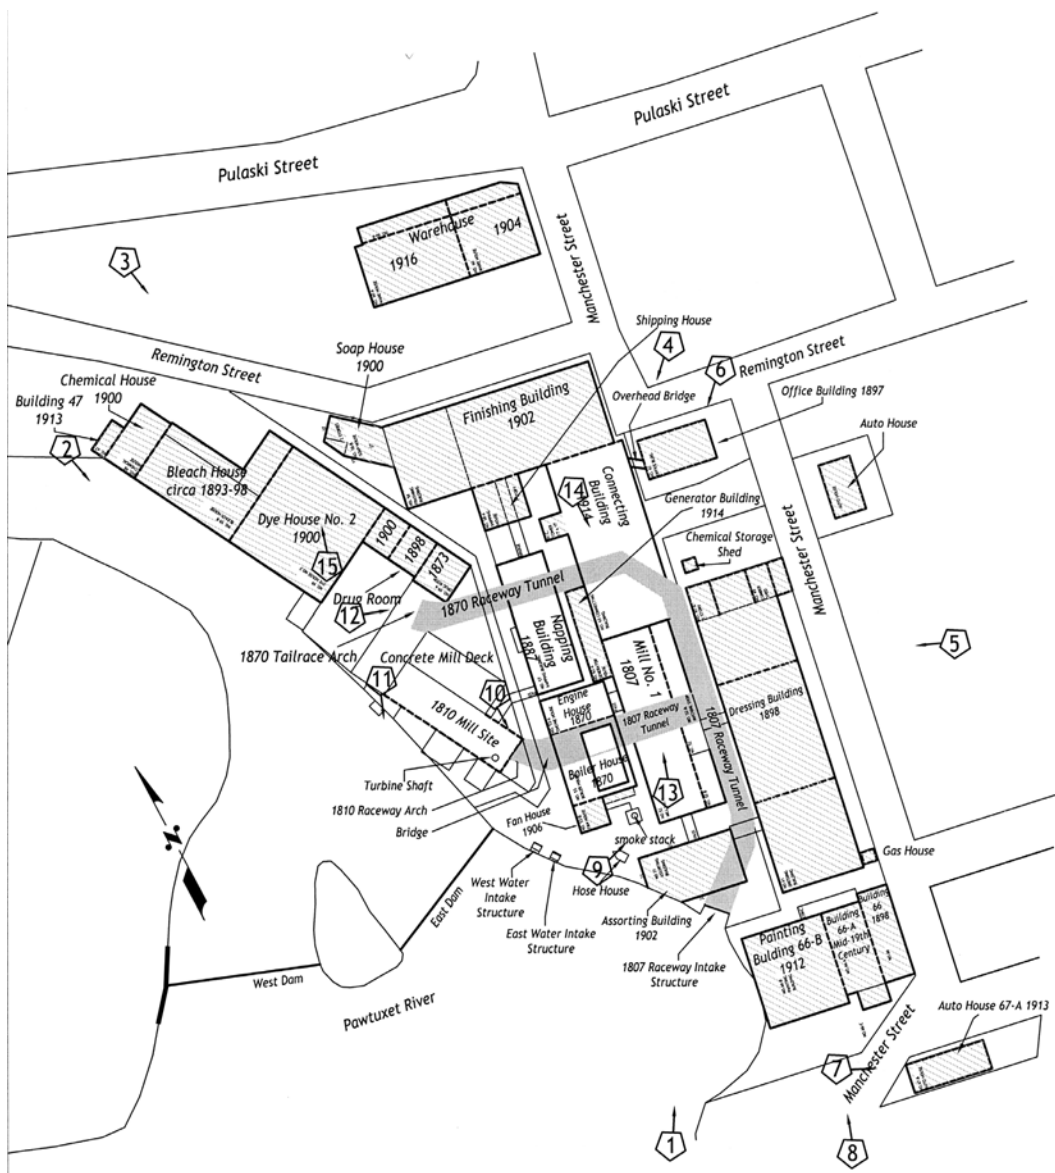 Pulaski Street
Pulaski Street
Warehouse
1904
1916
Manchester Street
3
Shipping House
4
6
Remington Street
Soap House
1900
Remington Street
Chemical House
1900
Building 47
1913
2
Finishing Building
1902
Overhead Bridge
Office Building 1897
Auto House
Bleach House
circa 1893-98
Dye House No. 2
1900
15
1900
1898
1873
14
Connecting
Building
1914
Generator Building
1914
Chemical Storage
Shed
Manchester Street
Drug Room
12
1870 Raceway Tunnel
1870 Tailrace Arch
Concrete Mill Deck
Napping
Building
1887
Mill No. 1
1807
5
11
10
1810 Mill Site
Engine
House
1870
1807 Raceway
Tunnel
1807 Raceway Tunnel
Dressing Building
1898
Turbine Shaft
1810 Raceway Arch
Bridge
Boiler House
1870
13
Fan House
1906
smoke stack
N
9
Hose House
West Water
Intake
Structure
East Water Intake
Structure
Assorting Building
1902
1807 Raceway Intake
Structure
Gas House
East Dam
West Dam
Pawtuxet River
Painting
Bulding 66-B
1912
Building
66-A
Mid-19th
Century
Building
66
1898
Auto House 67-A 1913
Manchester Street
7
1
8